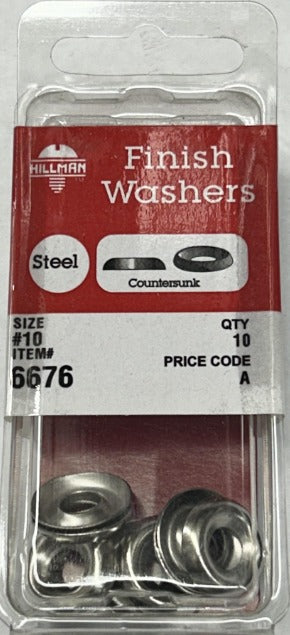 HILLMAN
Finish
Washers
Steel
Countersunk
SIZE
#10
ITEM#
6676
QTY
10
PRICE CODE
A